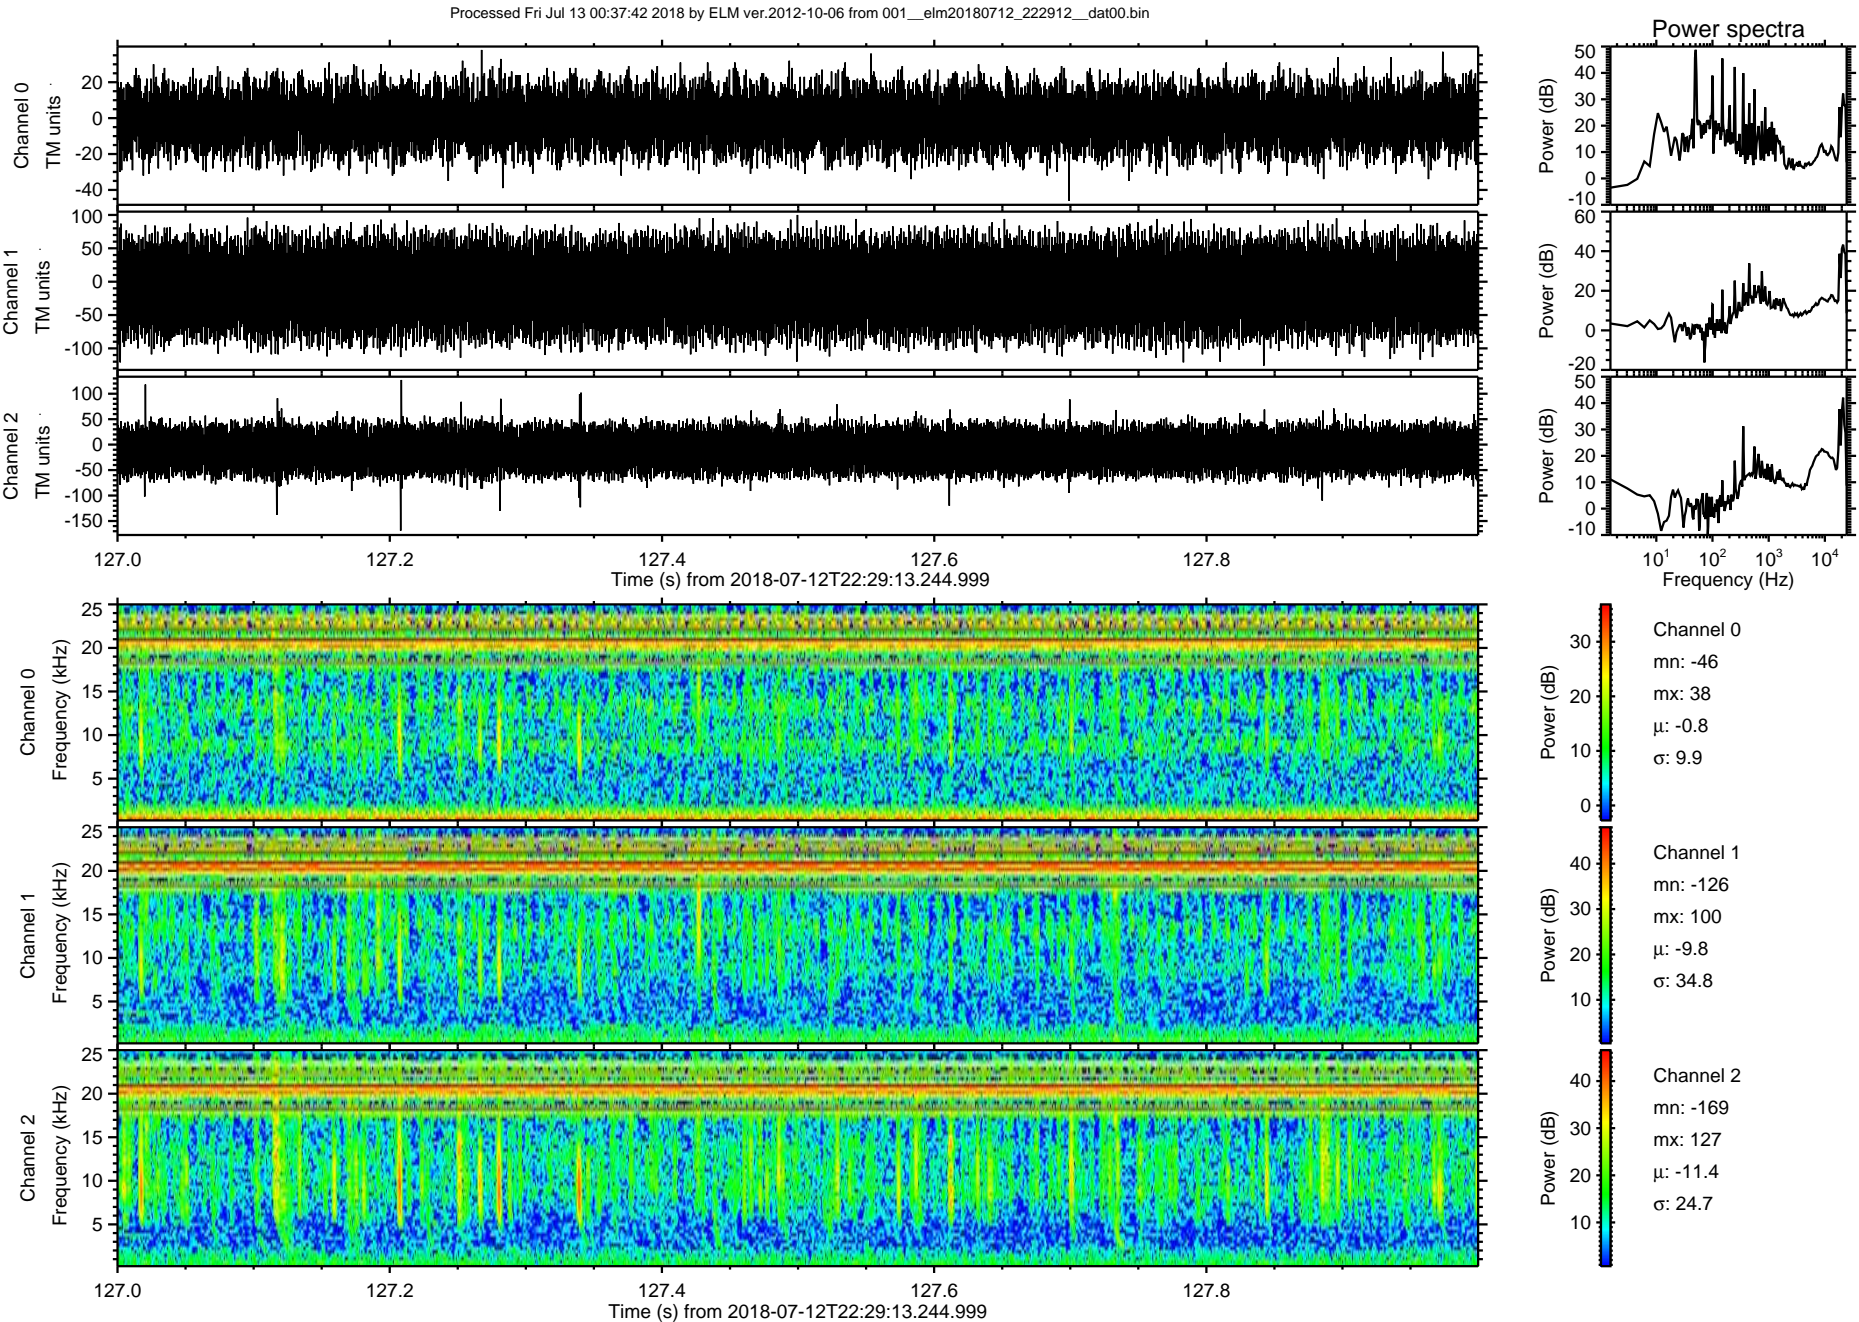 Processed Fri Jul 13 00:37:42 2018 by ELM ver.2012-10-06 from 001__elm20180712_222912__dat00.bin
Power spectra
Channel 0
TM units
20
0
-20
-40
Power (dB)
50
40
30
20
10
0
-10
Channel 1
TM units
100
50
0
-50
-100
Power (dB)
60
40
20
0
-20
Channel 2
TM units
100
50
0
-50
-100
-150
Power (dB)
50
40
30
20
10
0
-10
127.0 127.2 127.4 127.6 127.8
Time (s) from 2018-07-12T22:29:13.244.999
10^1 10^2 10^3 10^4
Frequency (Hz)
Channel 0
Frequency (kHz)
25
20
15
10
5
Power (dB)
30
20
10
0
Channel 0
mn: -46
mx: 38
μ: -0.8
σ: 9.9
Channel 1
Frequency (kHz)
25
20
15
10
5
Power (dB)
40
30
20
10
Channel 1
mn: -126
mx: 100
μ: -9.8
σ: 34.8
Channel 2
Frequency (kHz)
25
20
15
10
5
Power (dB)
40
30
20
10
Channel 2
mn: -169
mx: 127
μ: -11.4
σ: 24.7
127.0 127.2 127.4 127.6 127.8
Time (s) from 2018-07-12T22:29:13.244.999